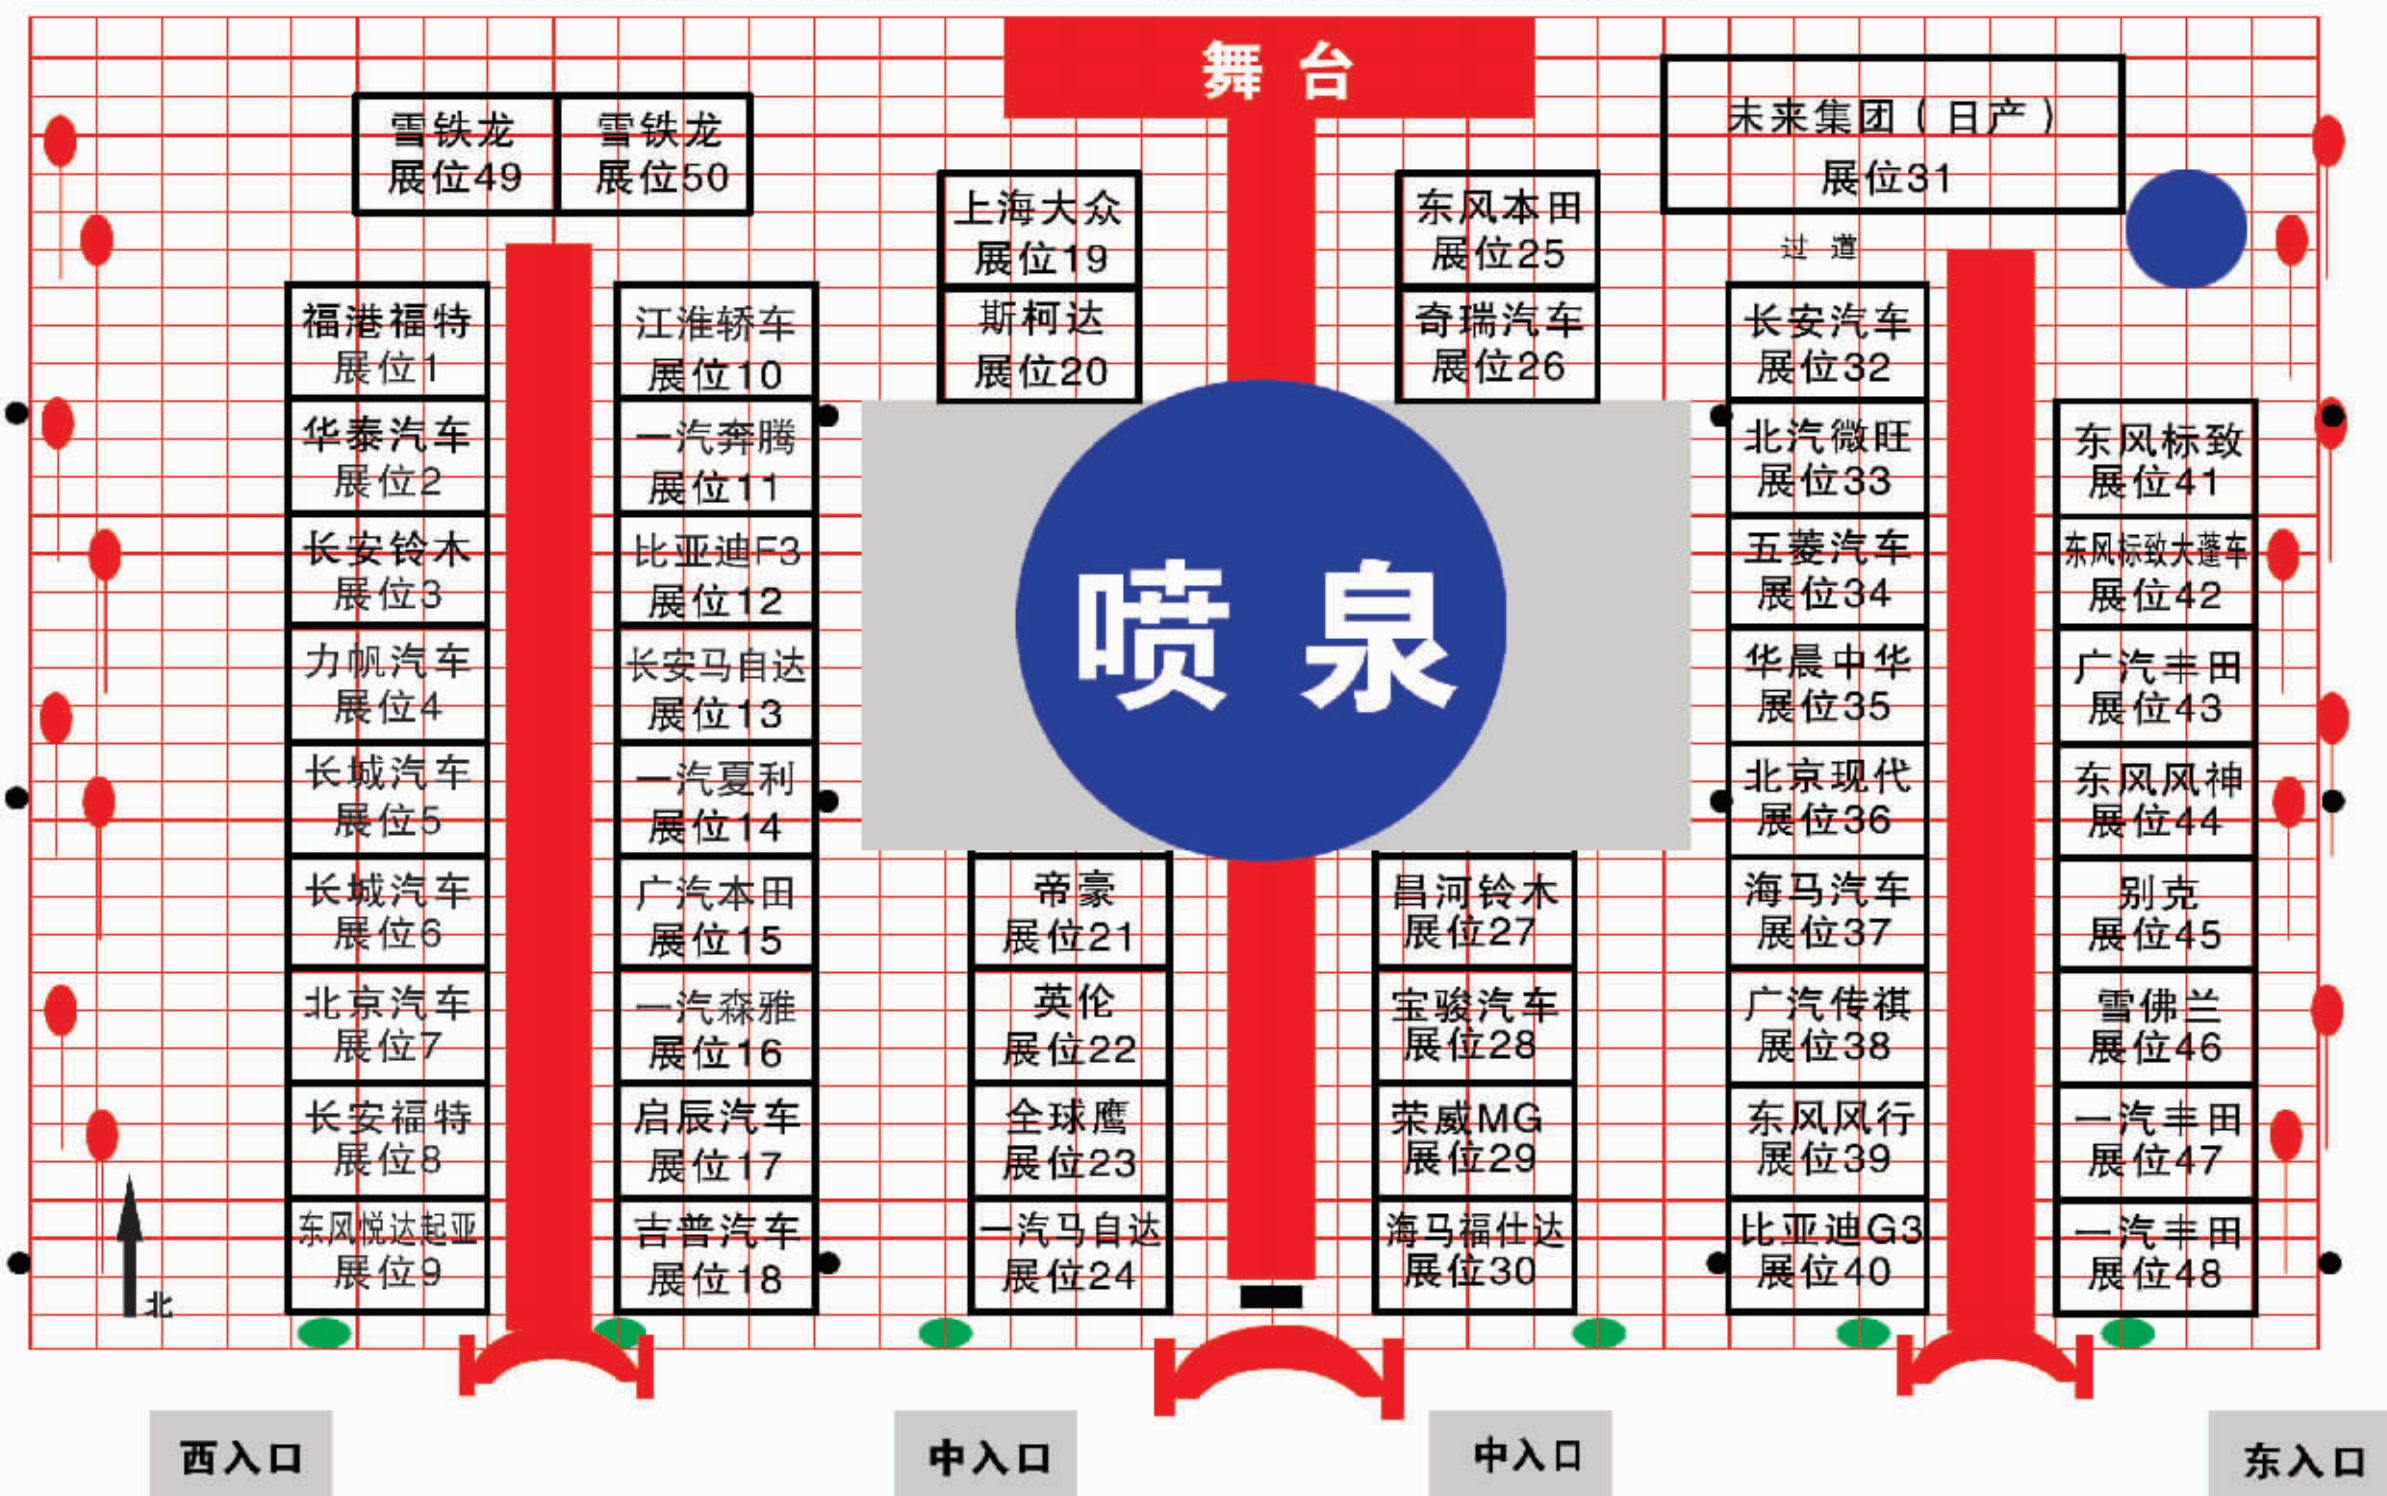 舞 台
雪铁龙
展位49
雪铁龙
展位50
未来集团（日产）
展位31
过 道
上海大众
展位19
斯柯达
展位20
东风本田
展位25
奇瑞汽车
展位26
福港福特
展位1
华泰汽车
展位2
长安铃木
展位3
力帆汽车
展位4
长城汽车
展位5
长城汽车
展位6
北京汽车
展位7
长安福特
展位8
东风悦达起亚
展位9
江淮轿车
展位10
一汽奔腾
展位11
比亚迪F3
展位12
长安马自达
展位13
一汽夏利
展位14
广汽本田
展位15
一汽森雅
展位16
启辰汽车
展位17
吉普汽车
展位18
喷 泉
帝豪
展位21
英伦
展位22
全球鹰
展位23
一汽马自达
展位24
昌河铃木
展位27
宝骏汽车
展位28
荣威MG
展位29
海马福仕达
展位30
长安汽车
展位32
北汽微旺
展位33
五菱汽车
展位34
华晨中华
展位35
北京现代
展位36
海马汽车
展位37
广汽传祺
展位38
东风风行
展位39
比亚迪G3
展位40
东风标致
展位41
东风标致大蓬车
展位42
广汽丰田
展位43
东风风神
展位44
别克
展位45
雪佛兰
展位46
一汽丰田
展位47
一汽丰田
展位48
北
西入口
中入口
中入口
东入口